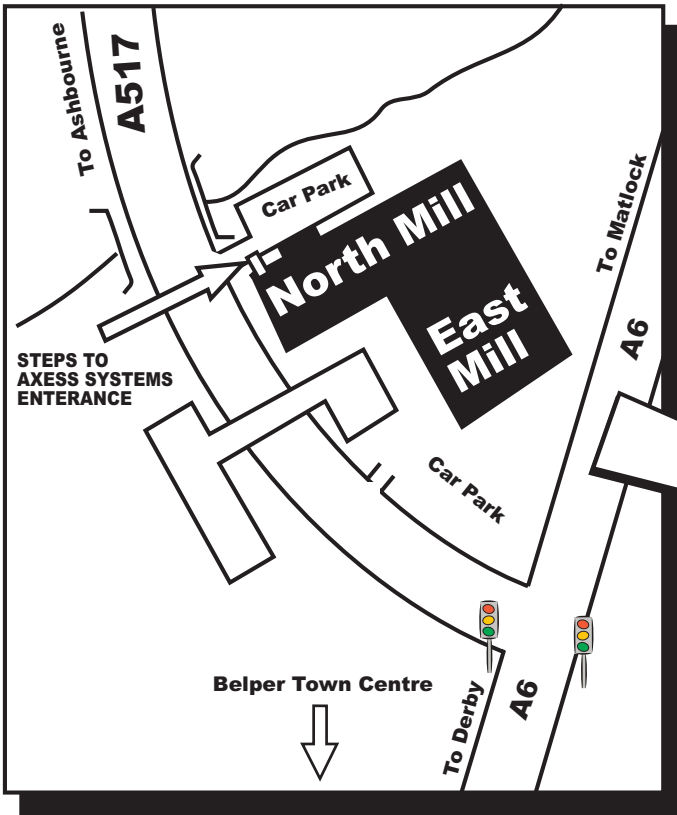 To Ashbourne
A517
Car Park
North Mill
East
Mill
To Matlock
A6
STEPS TO
AXESS SYSTEMS
ENTERANCE
Car Park
Belper Town Centre
To Derby
A6